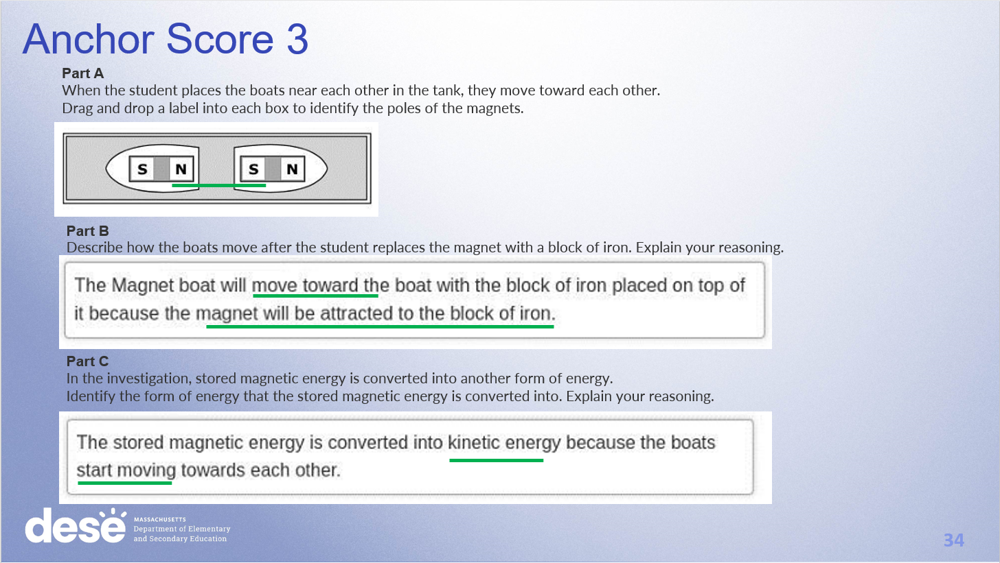 Anchor Score 3
Part A
When the student places the boats near each other in the tank, they move toward each other.
Drag and drop a label into each box to identify the poles of the magnets.
S N S N
Part B
Describe how the boats move after the student replaces the magnet with a block of iron. Explain your reasoning.
The Magnet boat will move toward the boat with the block of iron placed on top of
it because the magnet will be attracted to the block of iron.
Part C
In the investigation, stored magnetic energy is converted into another form of energy.
Identify the form of energy that the stored magnetic energy is converted into. Explain your reasoning.
The stored magnetic energy is converted into kinetic energy because the boats
start moving towards each other.
dese
MASSACHUSETTS
Department of Elementary
and Secondary Education
34